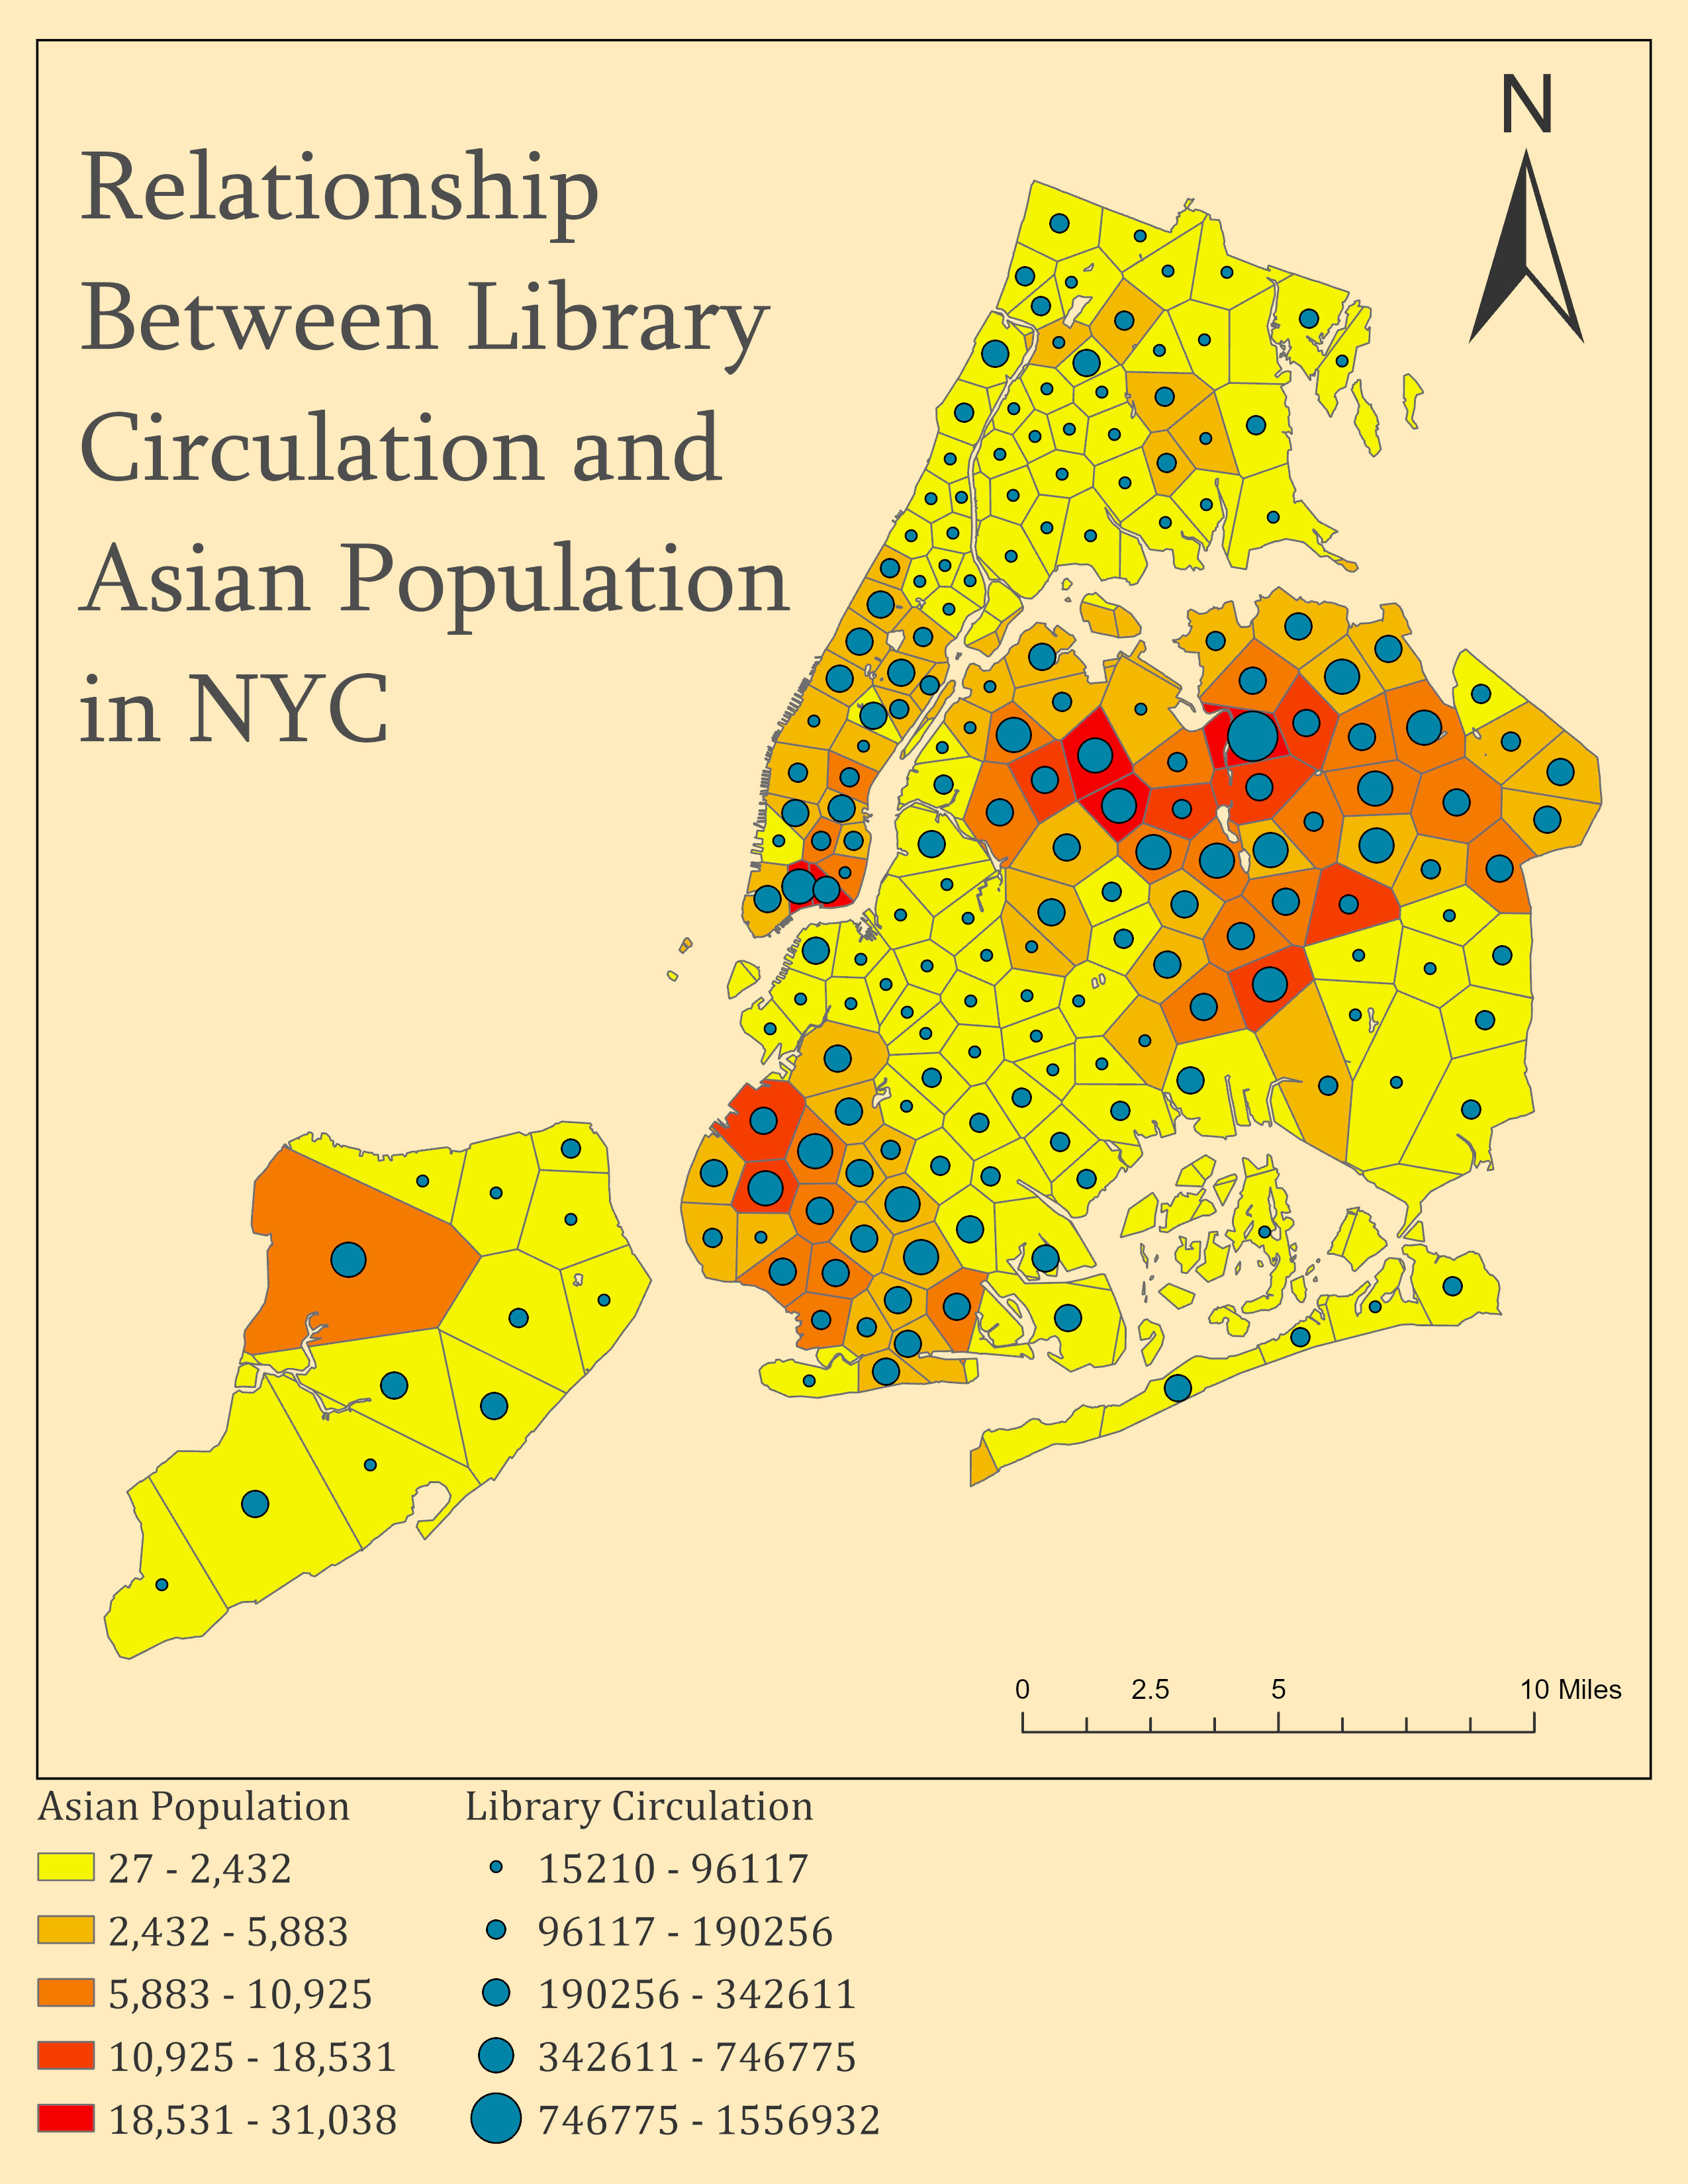 Relationship
Between Library
Circulation and
Asian Population
in NYC
N
0 2.5 5 10 Miles
Asian Population
27 - 2,432
2,432 - 5,883
5,883 - 10,925
10,925 - 18,531
18,531 - 31,038
Library Circulation
15210 - 96117
96117 - 190256
190256 - 342611
342611 - 746775
746775 - 1556932